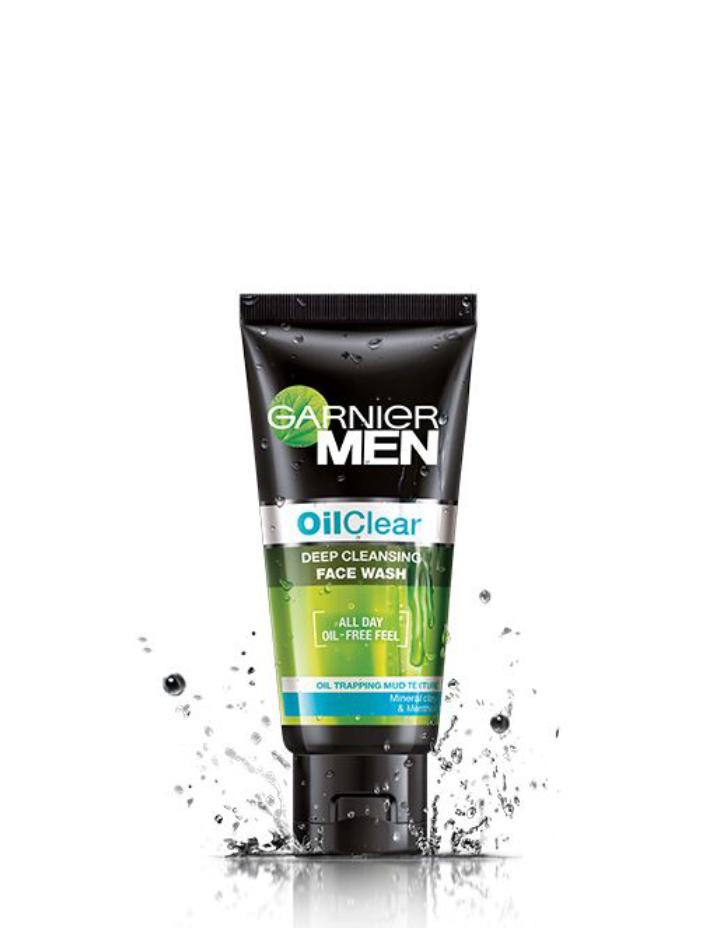 GARNIER
MEN
OilClear
DEEP CLEANSING
FACE WASH
ALL DAY
OIL-FREE FEEL
OIL TRAPPING MUD TEXTURE
Mineral clay
& Menthol